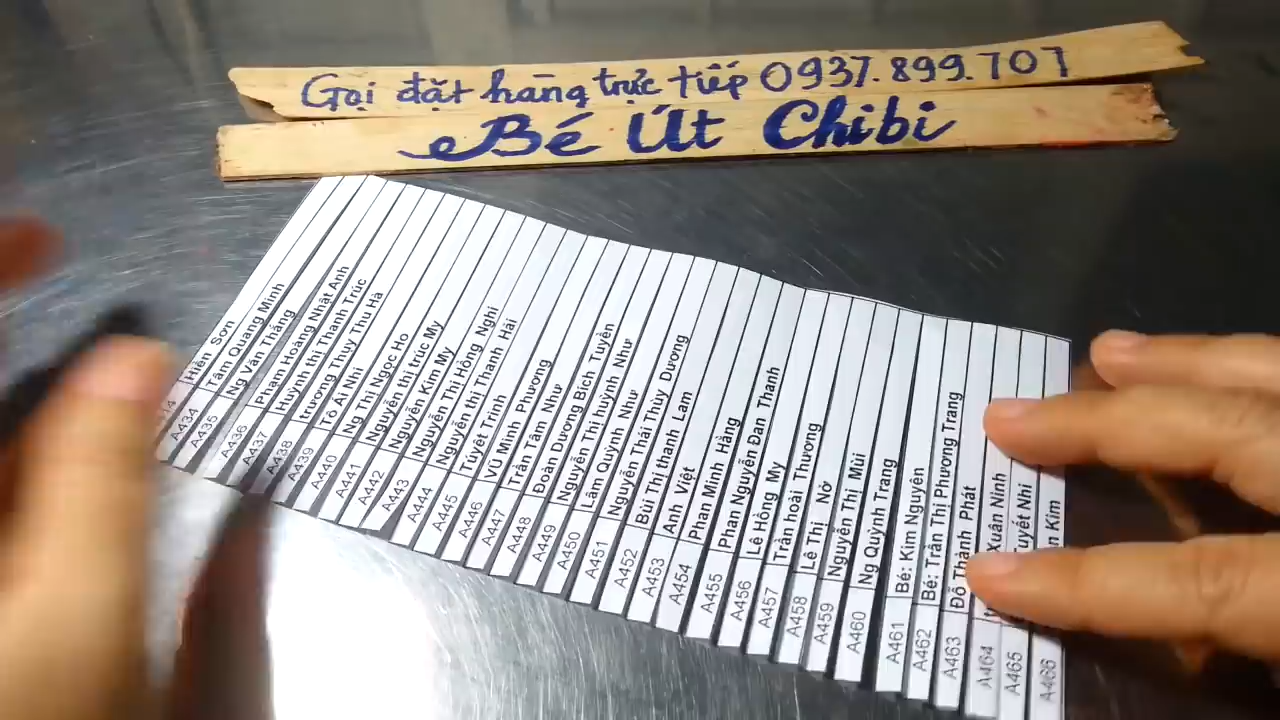 Gọi đặt hàng trực tiếp 0937.899.707
Bé Út Chibi
Hiền Sơn
A434 Tâm Quang Minh
A435 Ng Văn Thắng
A436 Phạm Hoàng Nhật Anh
A437 Huỳnh thị Thanh Trúc
A438 trương Thụy Thu Hà
A439 Tô Ái Nhi
A440 Ng Thị Ngọc Ho
A441 Nguyễn thị trúc My
A442 Nguyễn Kim My
A443 Nguyễn Thị Hồng Nghi
A444 Nguyễn thị Thanh Hải
A445 Tuyết Trinh
A446 Vũ Minh Phương
A447 Trần Tâm Như
A448 Đoàn Dương Bích Tuyền
A449 Nguyễn Thị huỳnh Như
A450 Lâm Quỳnh Như
A451 Nguyễn Thái Thùy Dương
A452 Bùi Thị thanh Lam
A453 Anh Việt
A454 Phan Minh Hằng
A455 Phan Nguyễn Đan Thanh
A456 Lê Hồng My
A457 Trần hoài Thương
A458 Lê Thị Nở
A459 Nguyễn Thị Mùi
A460 Ng Quỳnh Trang
A461 Bé: Kim Nguyên
A462 Bé: Trần Thị Phương Trang
A463 Đỗ Thành Phát
A464 Xuân Ninh
A465 Tuyết Nhi
A466 Kim